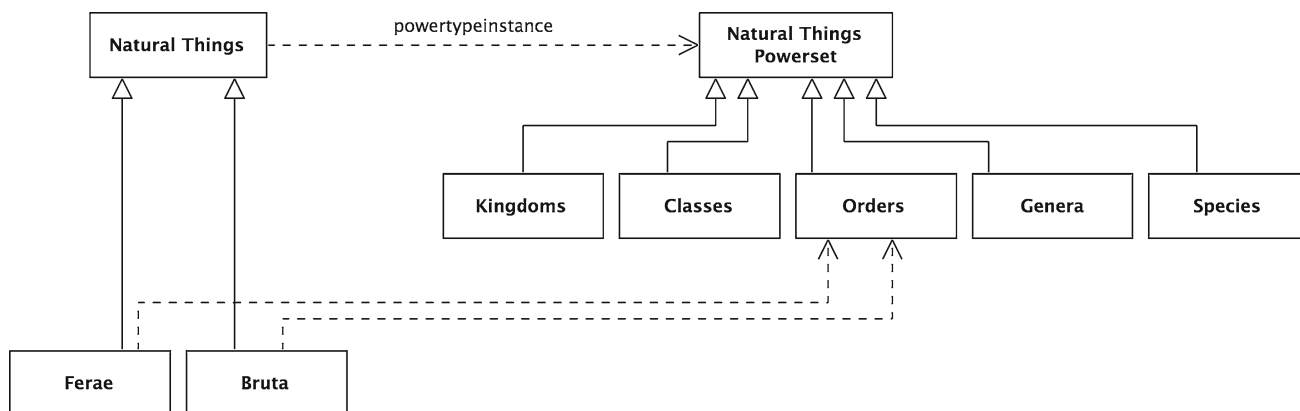 Natural Things
powertypeinstance
Natural Things
Powerset
Kingdoms
Classes
Orders
Genera
Species
Ferae
Bruta